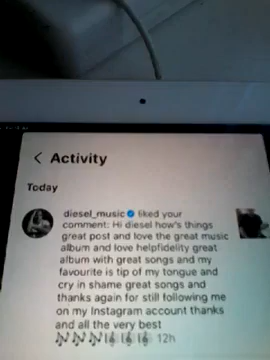 < Activity
Today
diesel_music liked your
comment: Hi diesel how's things
great post and love the great music
album and love helpfidelity great
album with great songs and my
favourite is tip of my tongue and
cry in shame great songs and
thanks again for still following me
on my Instagram account thanks
and all the very best
🎶🎶🎶🎼🎼🎼 12h